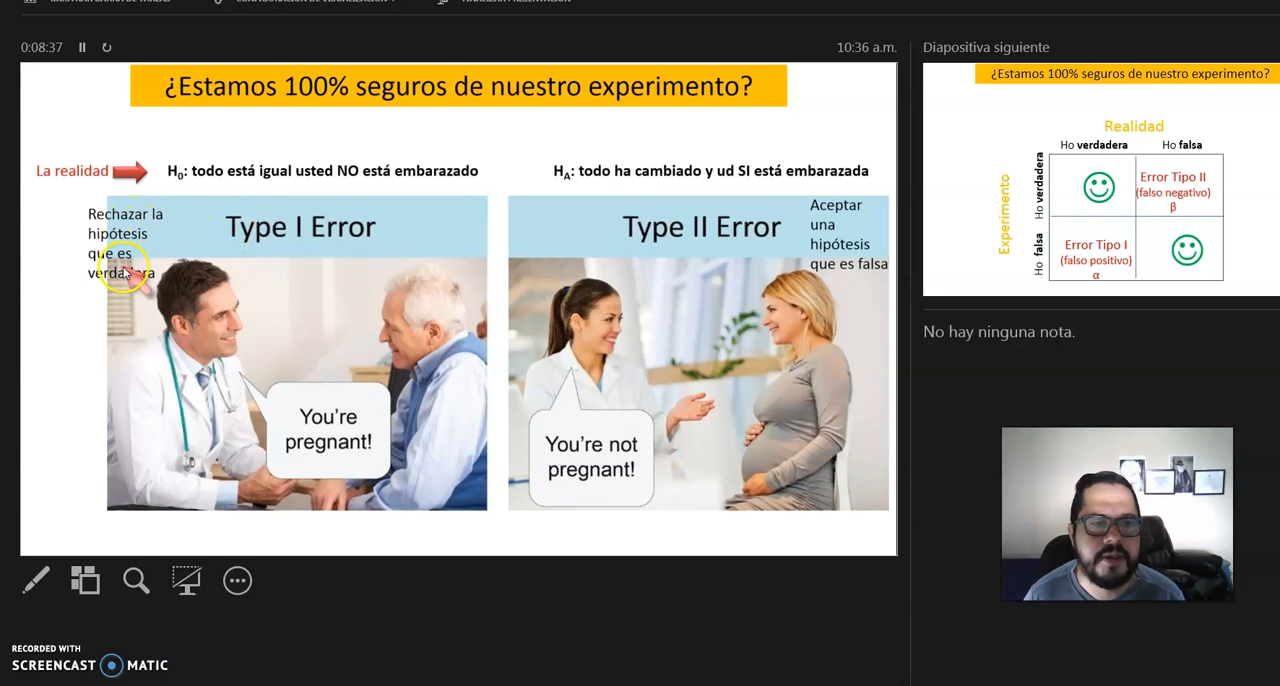 0:08:37
10:36 a.m.
¿Estamos 100% seguros de nuestro experimento?
La realidad
H0: todo está igual usted NO está embarazado
HA: todo ha cambiado y ud SI está embarazada
Rechazar la
hipótesis
que es
verdadera
Type I Error
Type II Error
Aceptar
una
hipótesis
que es falsa
You're
pregnant!
You're not
pregnant!
Diapositiva siguiente
¿Estamos 100% seguros de nuestro experimento?
Realidad
Ho verdadera
Ho falsa
Experimento
Ho verdadera
Ho falsa
Error Tipo II
(falso negativo)
β
Error Tipo I
(falso positivo)
α
No hay ninguna nota.
RECORDED WITH
SCREENCAST MATIC